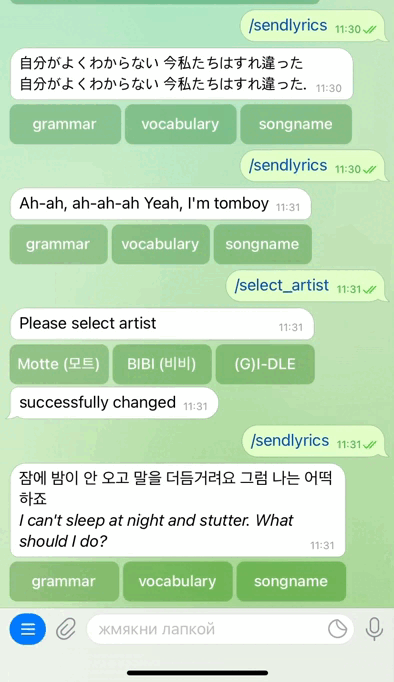 /sendlyrics 11:30
自分がよくわからない 今私たちはすれ違った
自分がよくわからない 今私たちはすれ違った. 11:30
grammar vocabulary songname
/sendlyrics 11:30
Ah-ah, ah-ah-ah Yeah, I'm tomboy 11:31
grammar vocabulary songname
/select_artist 11:31
Please select artist 11:31
Motte (모트) BIBI (비비) (G)I-DLE
successfully changed 11:31
/sendlyrics 11:31
잠에 밤이 안 오고 말을 더듬거려요 그럼 나는 어떡
하죠
I can't sleep at night and stutter. What
should I do? 11:31
grammar vocabulary songname
жмякни лапкой